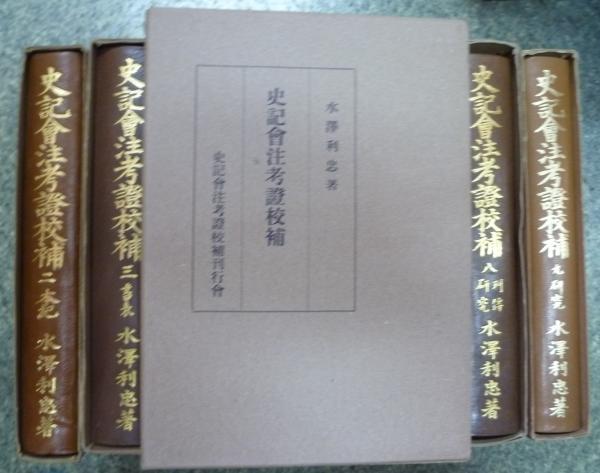 史記會注考證校補 二 本紀 水澤利忠著
史記會注考證校補 三 書表 水澤利忠著
水澤利忠著
史記會注考證校補
史記會注考證校補刊行會
史記會注考證校補 八 列傳 研究 水澤利忠著
史記會注考證校補 九 研究 水澤利忠著